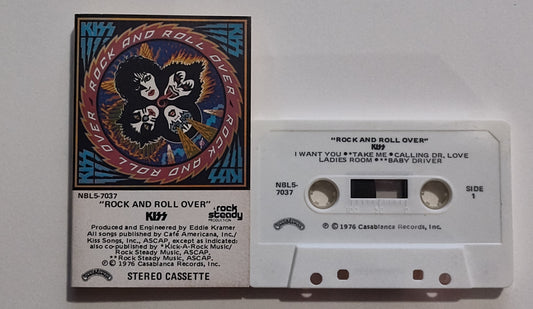 KISS
KISS
KISS
KISS
ROCK AND ROLL OVER
ROCK AND ROLL OVER
NBL5-7037
"ROCK AND ROLL OVER"
KISS
rock
steady
PRODUCTION
Produced and Engineered by Eddie Kramer
All songs published by Café Americana, Inc./
Kiss Songs, Inc., ASCAP, except as indicated:
also co-published by *Kick-A-Rock Music/
Rock Steady Music, ASCAP,
**Rock Steady Music, ASCAP.
℗ © 1976 Casablanca Records, Inc.
STEREO CASSETTE
"ROCK AND ROLL OVER"
KISS
I WANT YOU • *TAKE ME • CALLING DR. LOVE
LADIES ROOM • **BABY DRIVER
NBL5-
7037
SIDE
1
℗ © 1976 Casablanca Records, Inc.